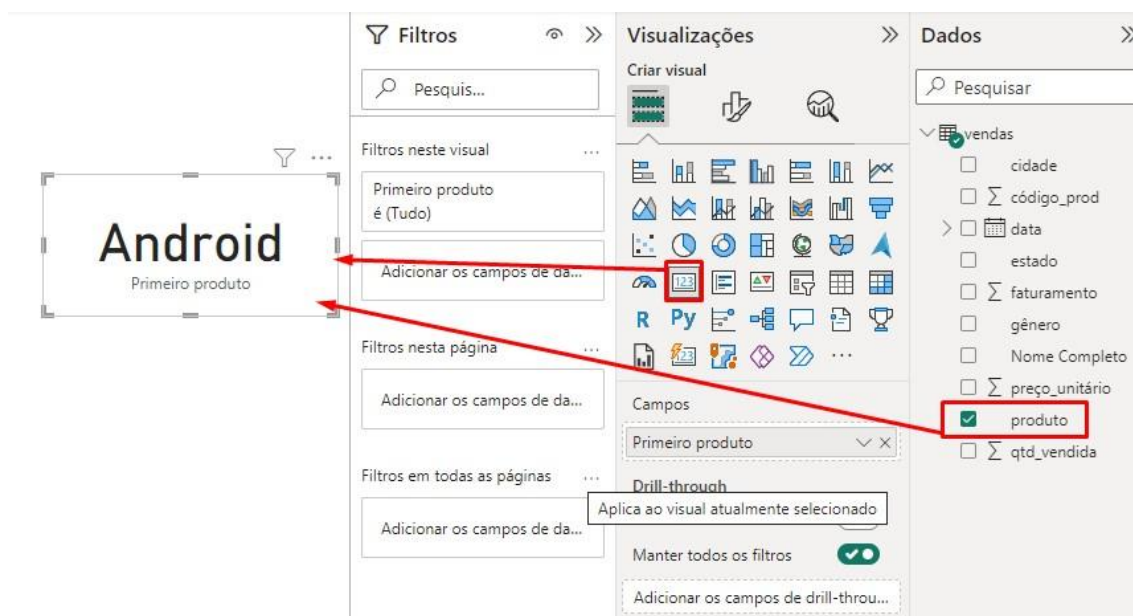 Android
Primeiro produto
Filtros
Pesquis...
Filtros neste visual
Primeiro produto
é (Tudo)
Adicionar os campos de da...
Filtros nesta página
Adicionar os campos de da...
Filtros em todas as páginas
Adicionar os campos de da...
Visualizações
Criar visual
123
R
Py
123
Campos
Primeiro produto
Drill-through
Aplica ao visual atualmente selecionado
Manter todos os filtros
Adicionar os campos de drill-throu...
Dados
Pesquisar
vendas
cidade
∑ código_prod
data
estado
∑ faturamento
gênero
Nome Completo
∑ preço_unitário
produto
∑ qtd_vendida